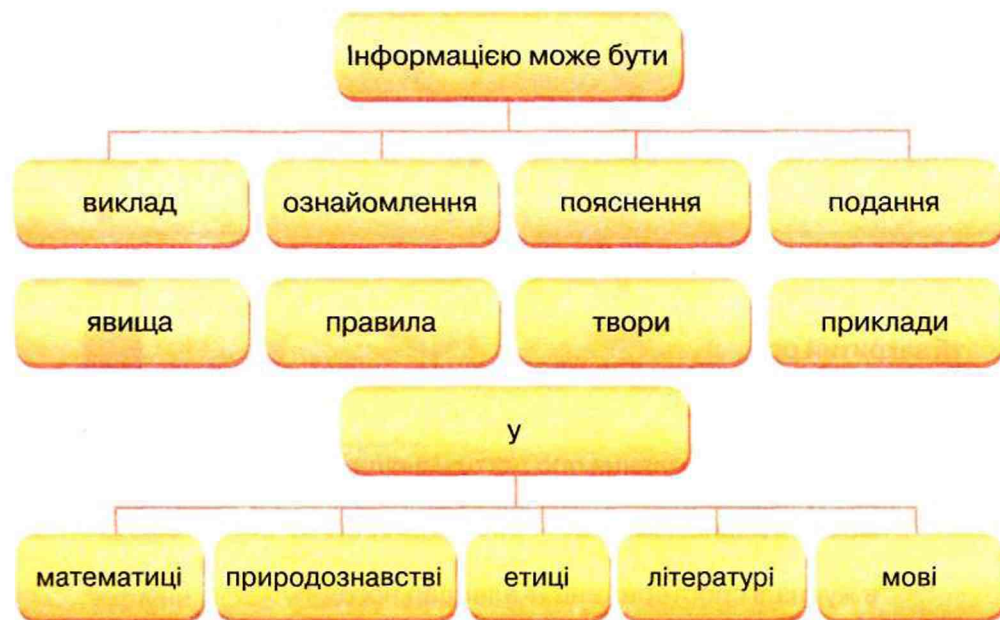 Інформацією може бути
виклад ознайомлення пояснення подання
явища правила твори приклади
у
математиці природознавстві етиці літературі мові